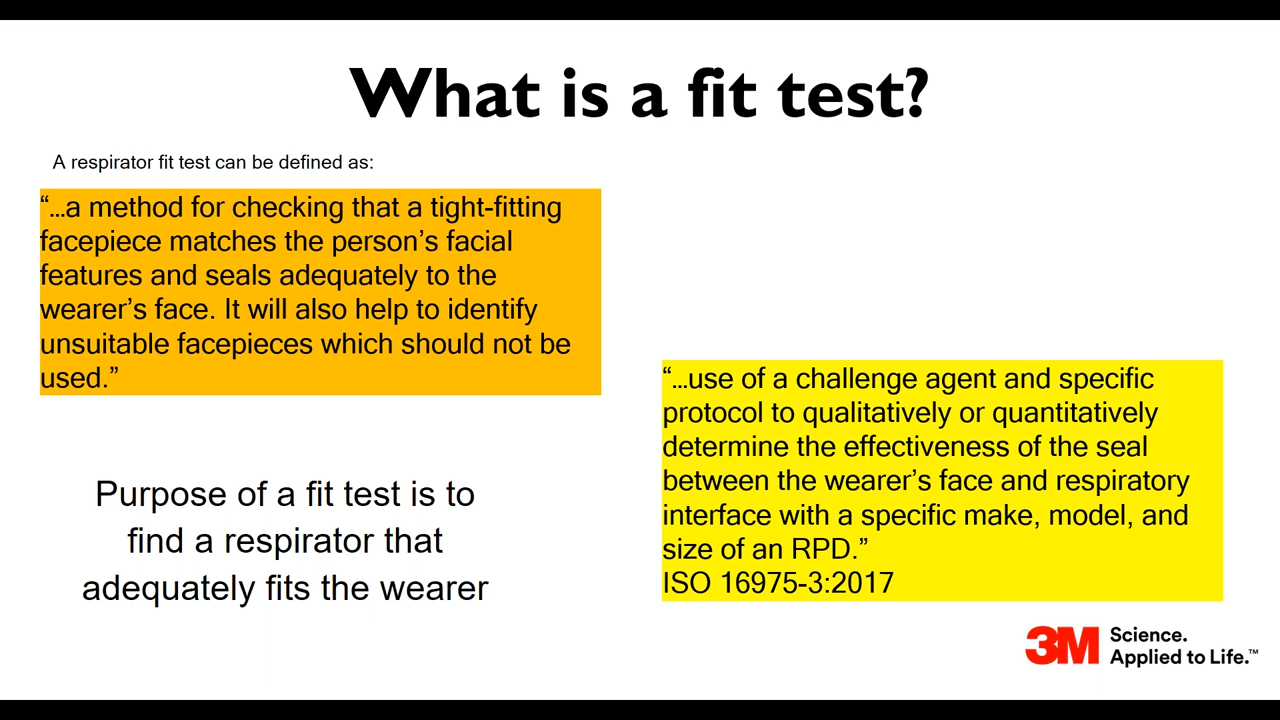 What is a fit test?
A respirator fit test can be defined as:
“…a method for checking that a tight-fitting
facepiece matches the person’s facial
features and seals adequately to the
wearer’s face. It will also help to identify
unsuitable facepieces which should not be
used.”
“…use of a challenge agent and specific
protocol to qualitatively or quantitatively
determine the effectiveness of the seal
between the wearer’s face and respiratory
interface with a specific make, model, and
size of an RPD.”
ISO 16975-3:2017
Purpose of a fit test is to
find a respirator that
adequately fits the wearer
3M Science.
Applied to Life.™